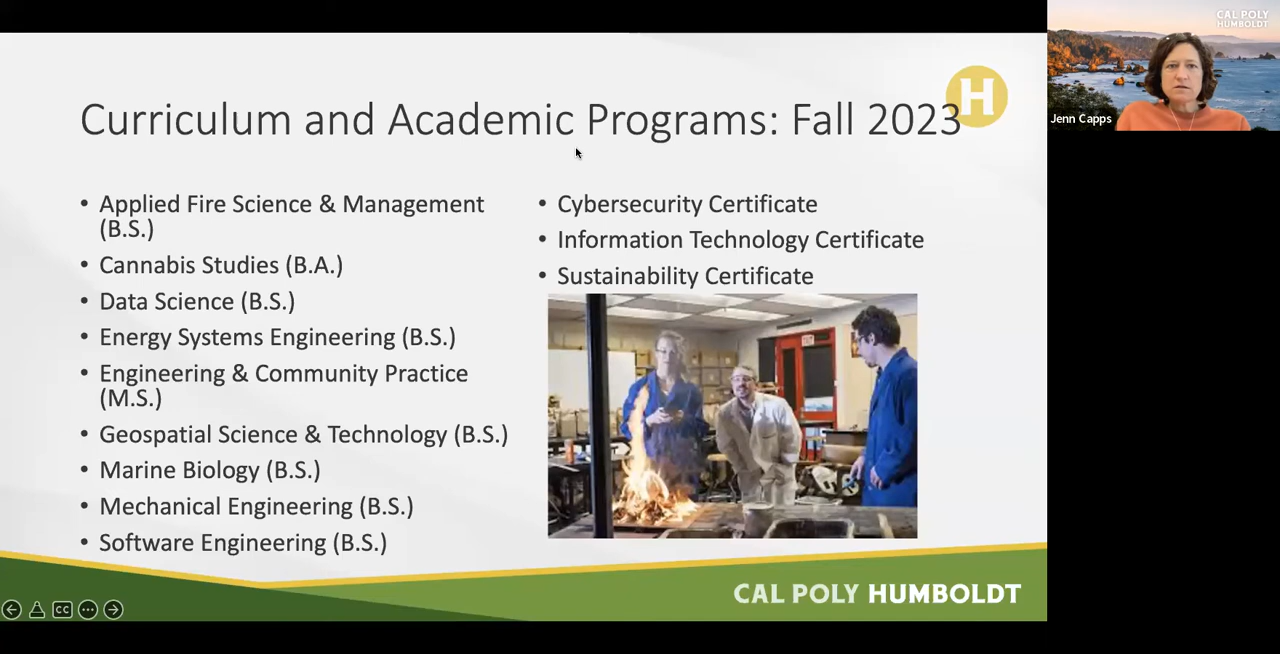 Curriculum and Academic Programs: Fall 2023
H
• Applied Fire Science & Management
(B.S.)
• Cannabis Studies (B.A.)
• Data Science (B.S.)
• Energy Systems Engineering (B.S.)
• Engineering & Community Practice
(M.S.)
• Geospatial Science & Technology (B.S.)
• Marine Biology (B.S.)
• Mechanical Engineering (B.S.)
• Software Engineering (B.S.)
• Cybersecurity Certificate
• Information Technology Certificate
• Sustainability Certificate
CAL POLY HUMBOLDT
CC
CAL POLY
HUMBOLDT
Jenn Capps